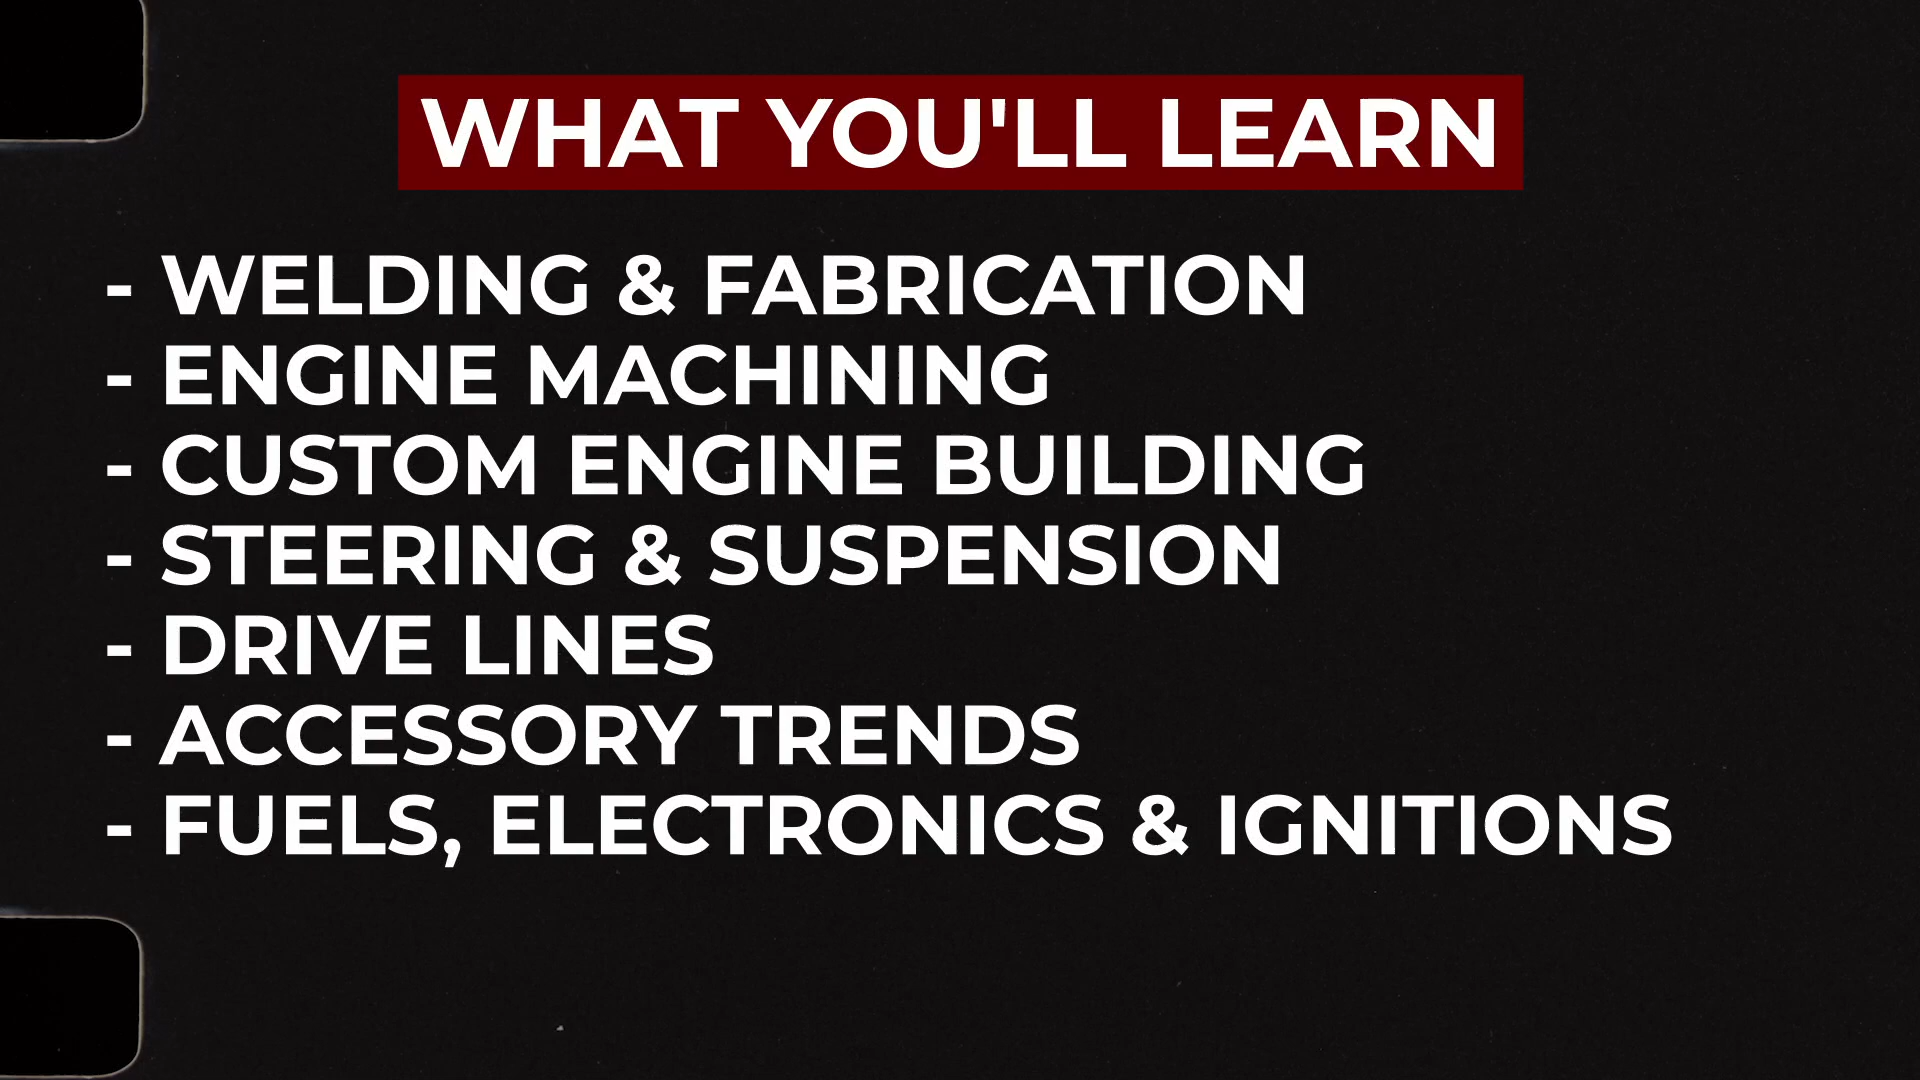 WHAT YOU'LL LEARN
- WELDING & FABRICATION
- ENGINE MACHINING
- CUSTOM ENGINE BUILDING
- STEERING & SUSPENSION
- DRIVE LINES
- ACCESSORY TRENDS
- FUELS, ELECTRONICS & IGNITIONS